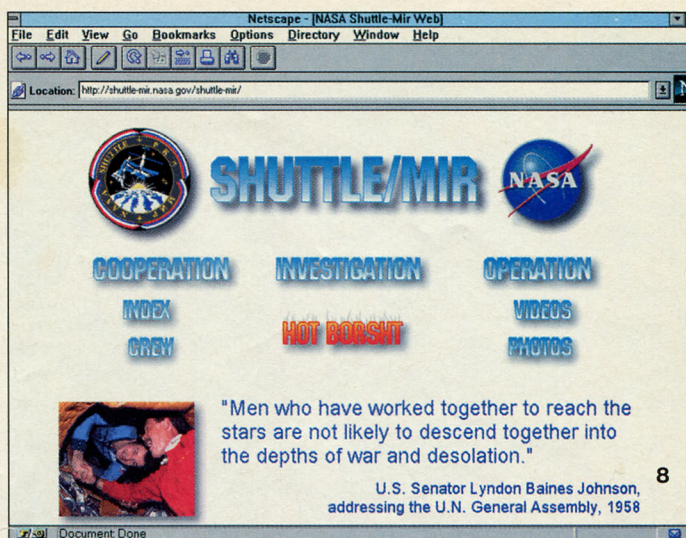 Netscape - [NASA Shuttle-Mir Web]
File Edit View Go Bookmarks Options Directory Window Help
Location: http://shuttle-mir.nasa.gov/shuttle-mir/
SHUTTLE/MIR
NASA
COOPERATION INVESTIGATION OPERATION
INDEX HOT BORSHT VIDEOS
CREW PHOTOS
"Men who have worked together to reach the
stars are not likely to descend together into
the depths of war and desolation."
8
U.S. Senator Lyndon Baines Johnson,
addressing the U.N. General Assembly, 1958
Document Done